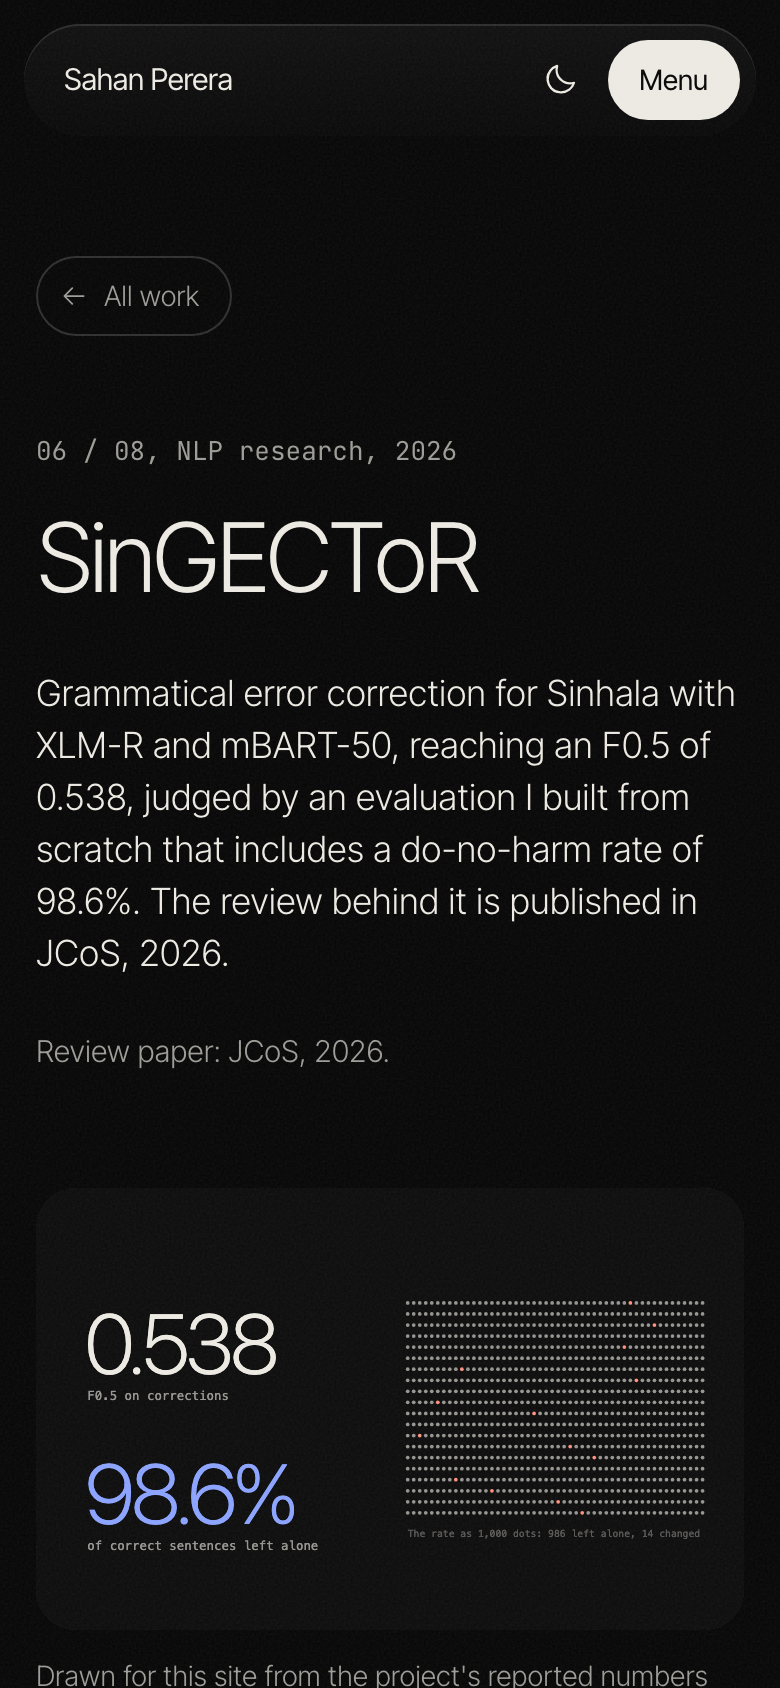 Sahan Perera
Menu
← All work
06 / 08, NLP research, 2026
SinGECToR
Grammatical error correction for Sinhala with
XLM-R and mBART-50, reaching an F0.5 of
0.538, judged by an evaluation I built from
scratch that includes a do-no-harm rate of
98.6%. The review behind it is published in
JCoS, 2026.
Review paper: JCoS, 2026.
0.538
F0.5 on corrections
98.6%
of correct sentences left alone
The rate as 1,000 dots: 986 left alone, 14 changed
Drawn for this site from the project's reported numbers